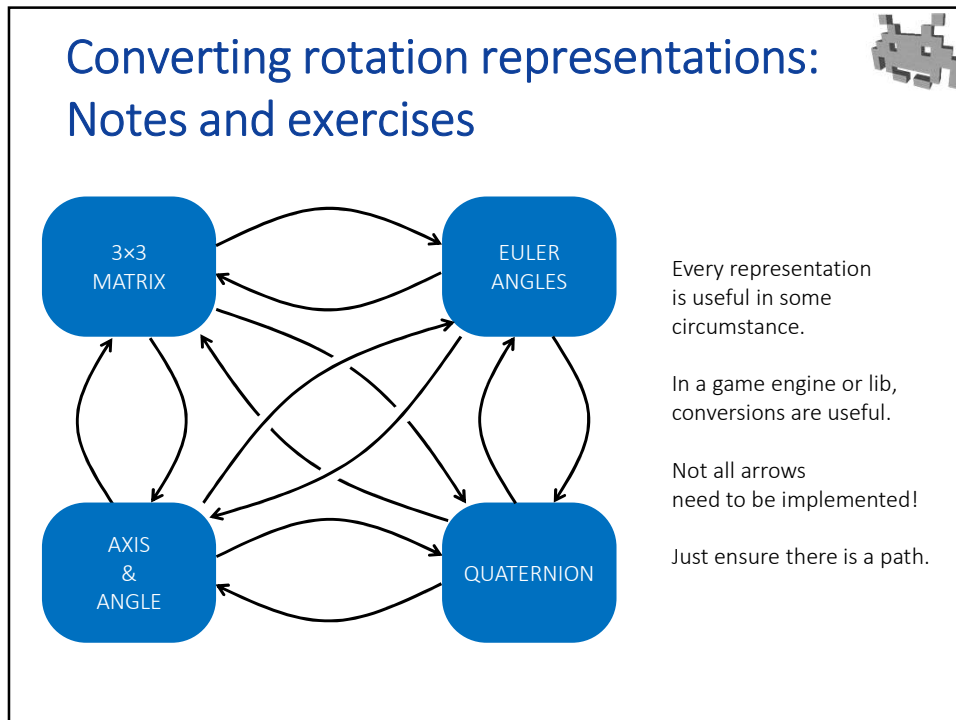 Converting rotation representations:
Notes and exercises
3×3
MATRIX
EULER
ANGLES
AXIS
&
ANGLE
QUATERNION
Every representation
is useful in some
circumstance.
In a game engine or lib,
conversions are useful.
Not all arrows
need to be implemented!
Just ensure there is a path.